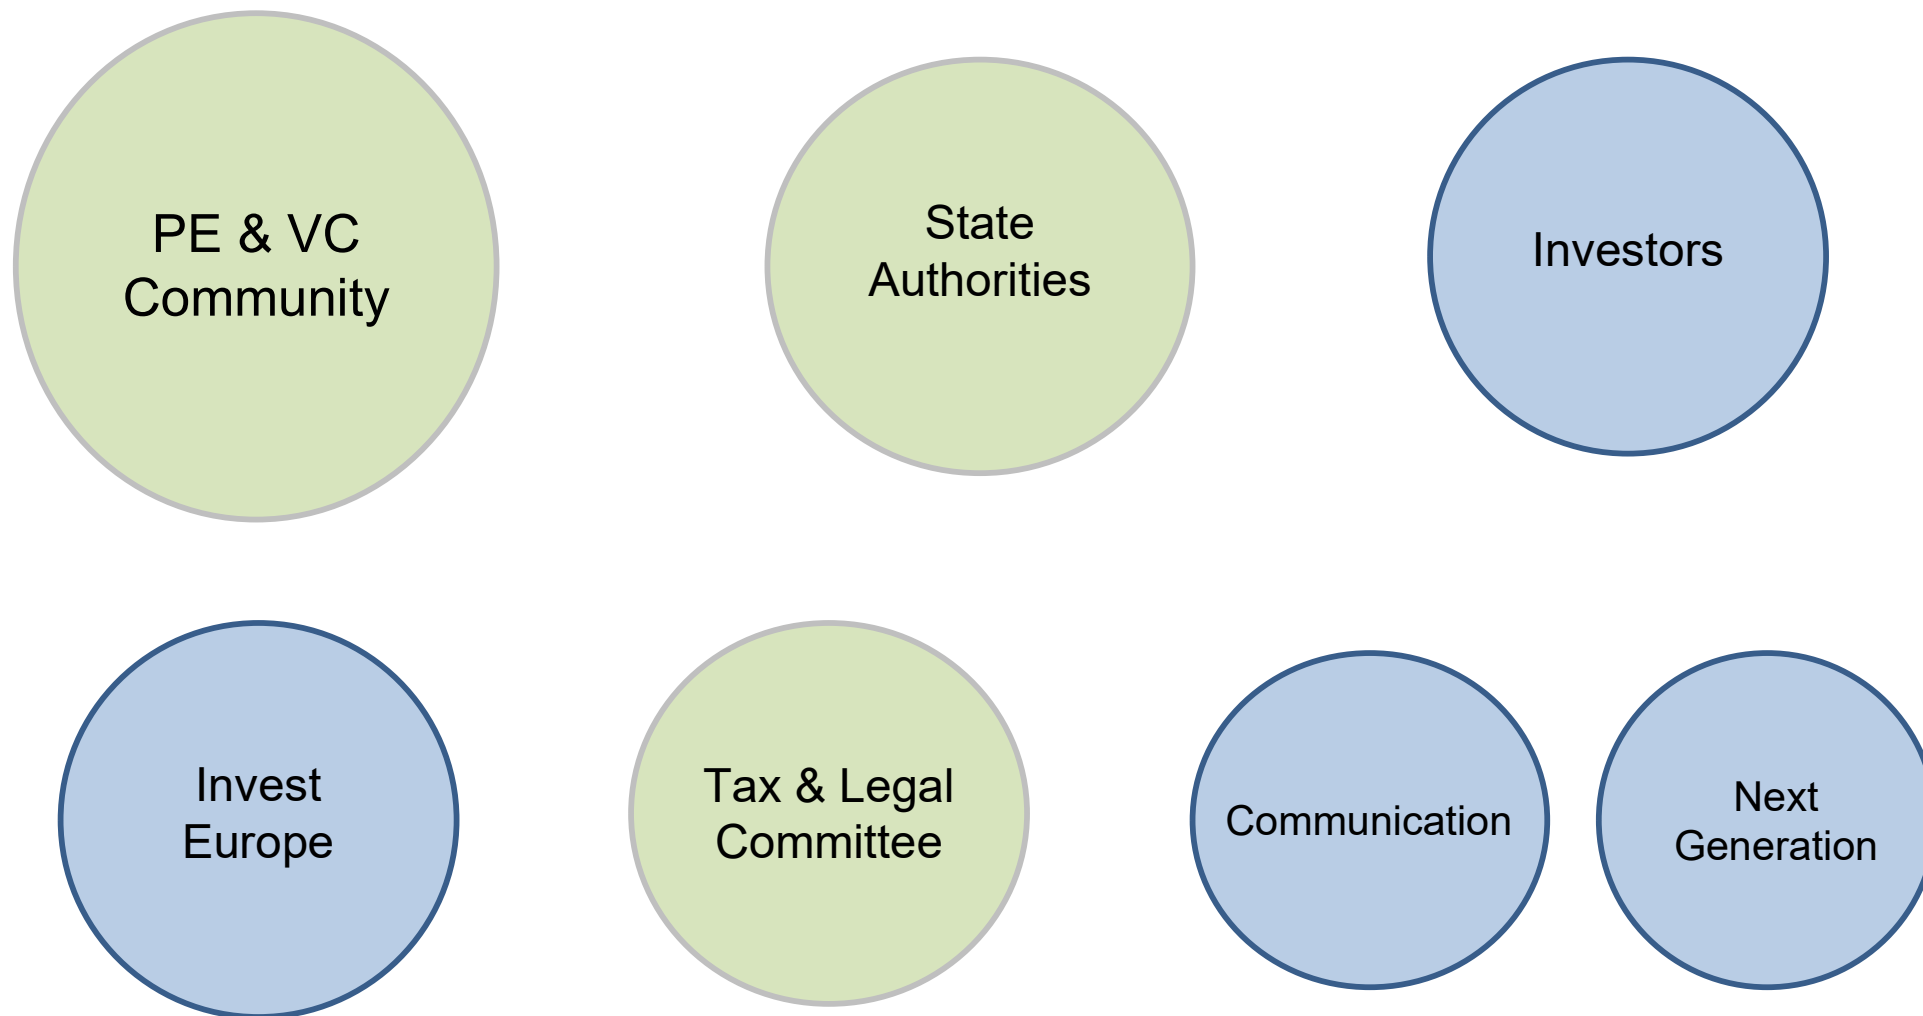 PE & VC
Community
State
Authorities
Investors
Invest
Europe
Tax & Legal
Committee
Communication
Next
Generation